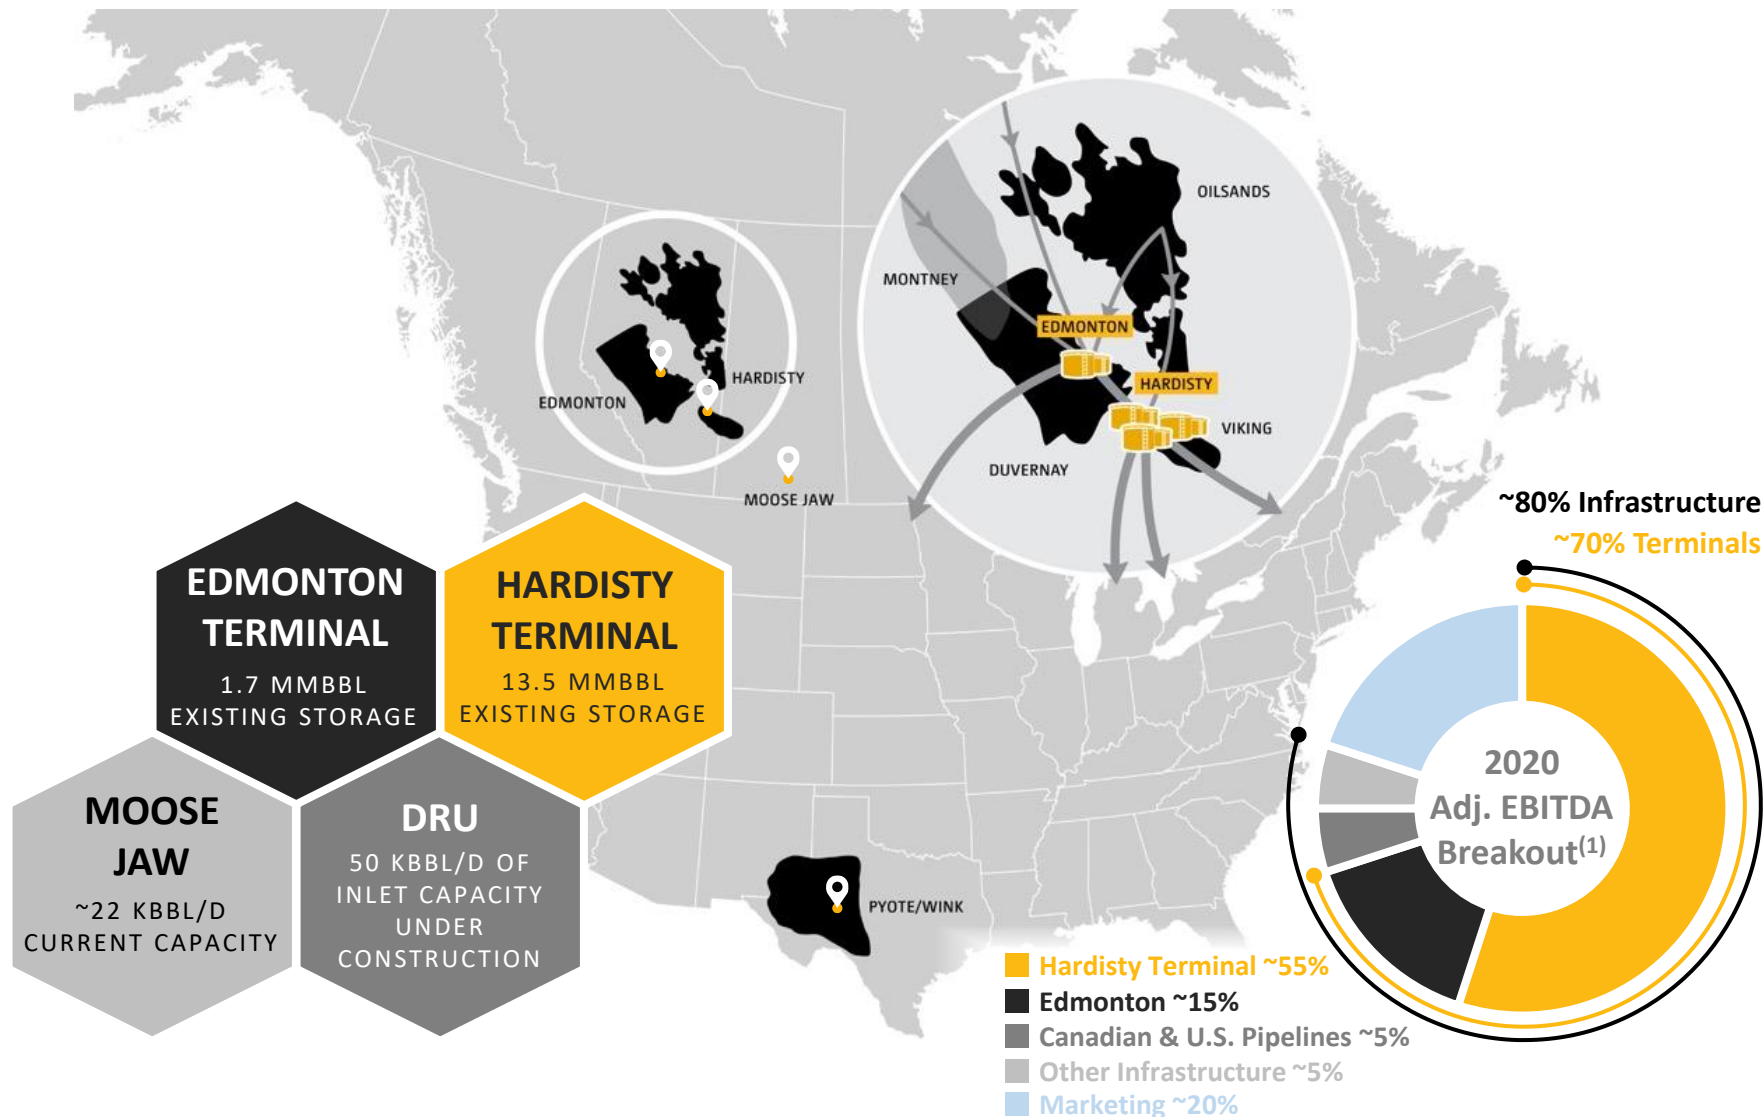 OILSANDS
MONTNEY
EDMONTON
HARDISTY
VIKING
DUVERNAY
HARDISTY
EDMONTON
MOOSE JAW
~80% Infrastructure
~70% Terminals
EDMONTON
TERMINAL
1.7 MMBBL
EXISTING STORAGE
HARDISTY
TERMINAL
13.5 MMBBL
EXISTING STORAGE
MOOSE
JAW
~22 KBBL/D
CURRENT CAPACITY
DRU
50 KBBL/D OF
INLET CAPACITY
UNDER
CONSTRUCTION
PYOTE/WINK
2020
Adj. EBITDA
Breakout(1)
Hardisty Terminal ~55%
Edmonton ~15%
Canadian & U.S. Pipelines ~5%
Other Infrastructure ~5%
Marketing ~20%